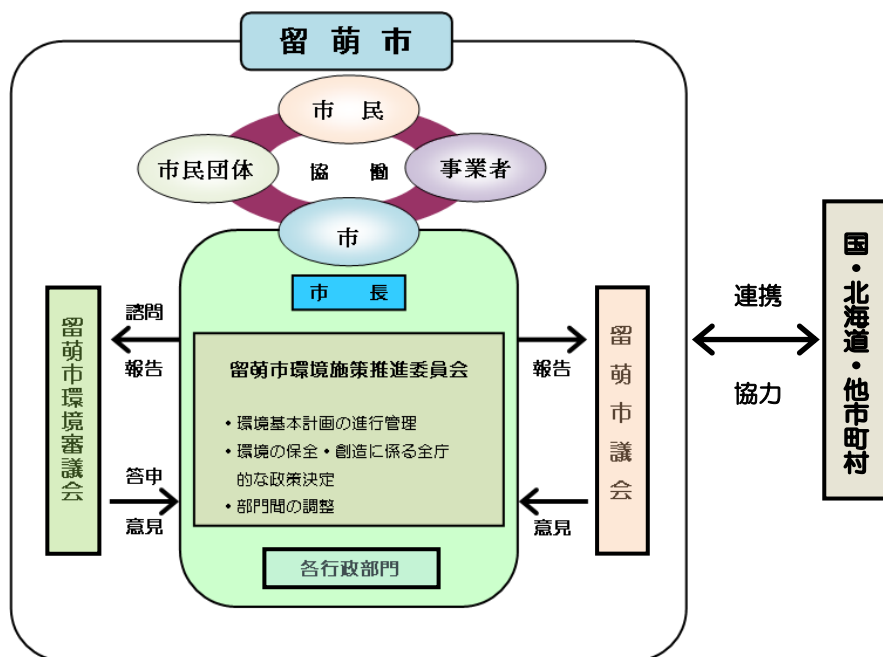 留萌市
市　民
市民団体
協　働
事業者
市
市　長
諮問
報告
留萌市環境審議会
答申
意見
留萌市環境施策推進委員会
・環境基本計画の進行管理
・環境の保全・創造に係る全庁
的な政策決定
・部門間の調整
各行政部門
報告
意見
留萌市議会
連携
協力
国・北海道・他市町村